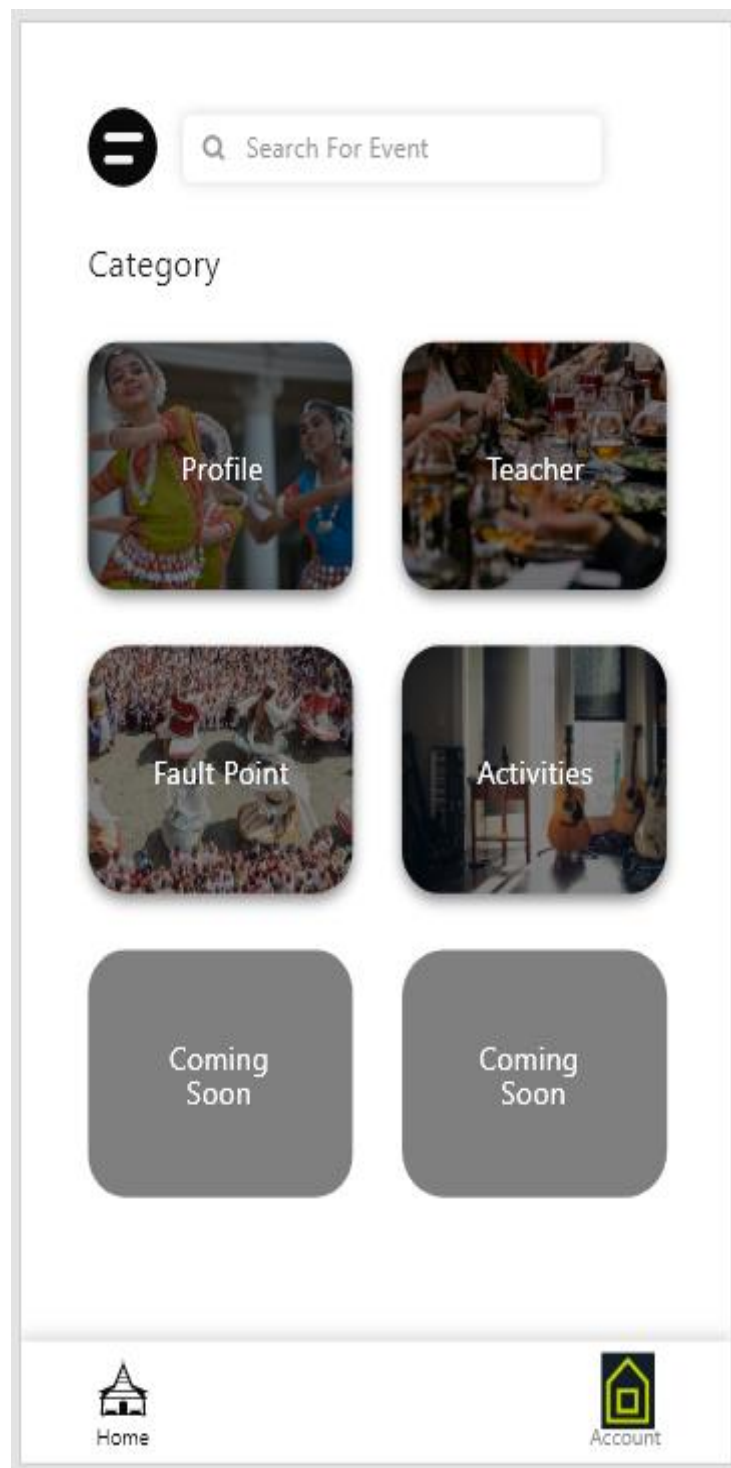 Search For Event
Category
Profile
Teacher
Fault Point
Activities
Coming
Soon
Coming
Soon
Home
Account